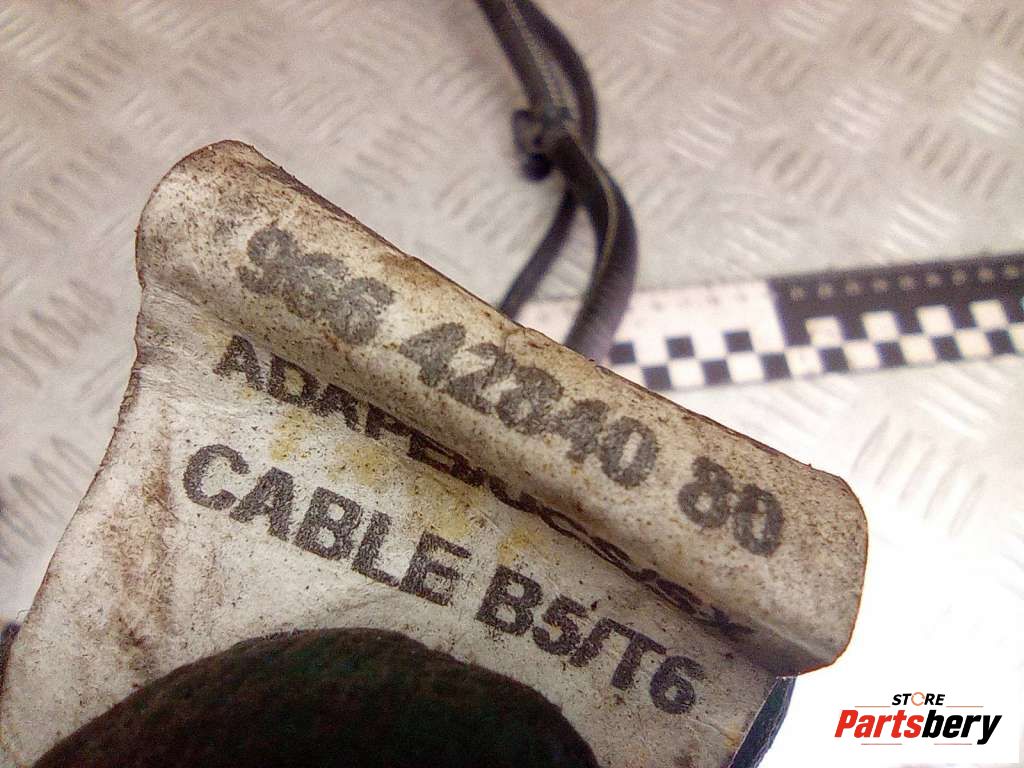 966 42840 80
CABLE B5/T6
STORE
Partsbery